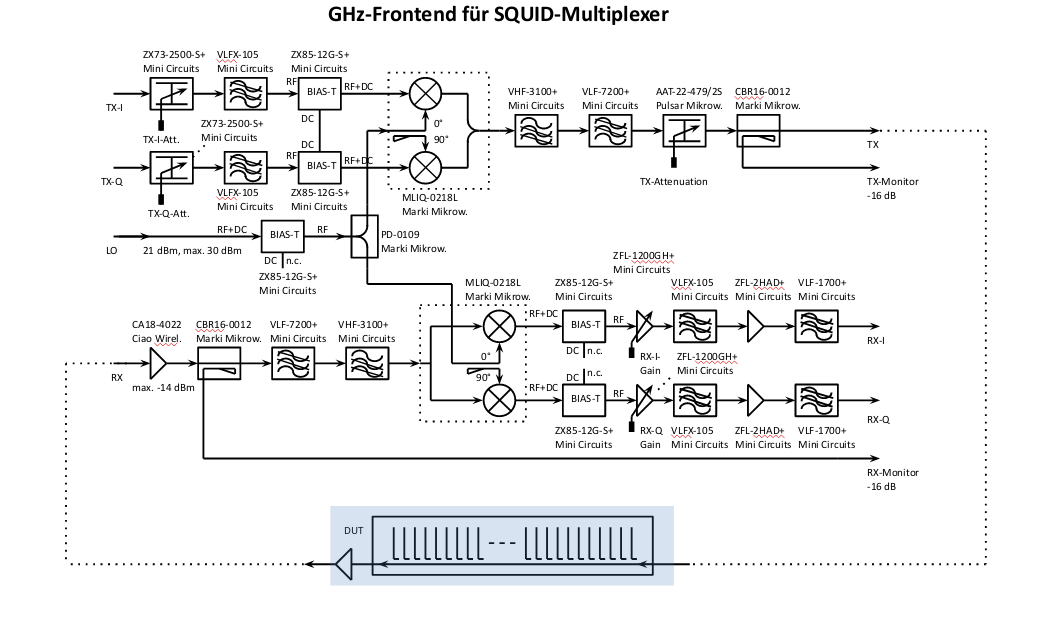 GHz-Frontend für SQUID-Multiplexer
ZX73-2500-S+
Mini Circuits
VLFX-105
Mini Circuits
ZX85-12G-S+
Mini Circuits
TX-I
RF
BIAS-T
RF+DC
DC
TX-I-Att.
ZX73-2500-S+
Mini Circuits
0°
90°
VHF-3100+
Mini Circuits
VLF-7200+
Mini Circuits
AAT-22-479/2S
Pulsar Mikrow.
CBR16-0012
Marki Mikrow.
TX
DC
RF
BIAS-T
RF+DC
TX-Q
TX-Q-Att.
VLFX-105
Mini Circuits
ZX85-12G-S+
Mini Circuits
MLIQ-0218L
Marki Mikrow.
TX-Attenuation
TX-Monitor
-16 dB
LO
21 dBm, max. 30 dBm
RF+DC
BIAS-T
RF
DC
n.c.
ZX85-12G-S+
Mini Circuits
PD-0109
Marki Mikrow.
ZFL-1200GH+
Mini Circuits
MLIQ-0218L
Marki Mikrow.
ZX85-12G-S+
Mini Circuits
VLFX-105
Mini Circuits
ZFL-2HAD+
Mini Circuits
VLF-1700+
Mini Circuits
RF+DC
BIAS-T
RF
DC
n.c.
RX-I-
Gain
RX-I
CA18-4022
Ciao Wirel.
CBR16-0012
Marki Mikrow.
VLF-7200+
Mini Circuits
VHF-3100+
Mini Circuits
RX
max. -14 dBm
0°
90°
ZFL-1200GH+
Mini Circuits
DC
n.c.
RF+DC
BIAS-T
RF
RX-Q
Gain
RX-Q
ZX85-12G-S+
Mini Circuits
VLFX-105
Mini Circuits
ZFL-2HAD+
Mini Circuits
VLF-1700+
Mini Circuits
RX-Monitor
-16 dB
DUT